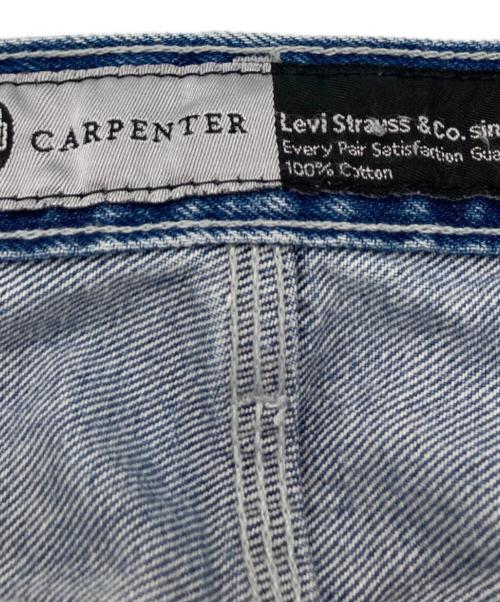 CARPENTER
Levi Strauss & Co.
Every Pair Satisfaction
100% Cotton